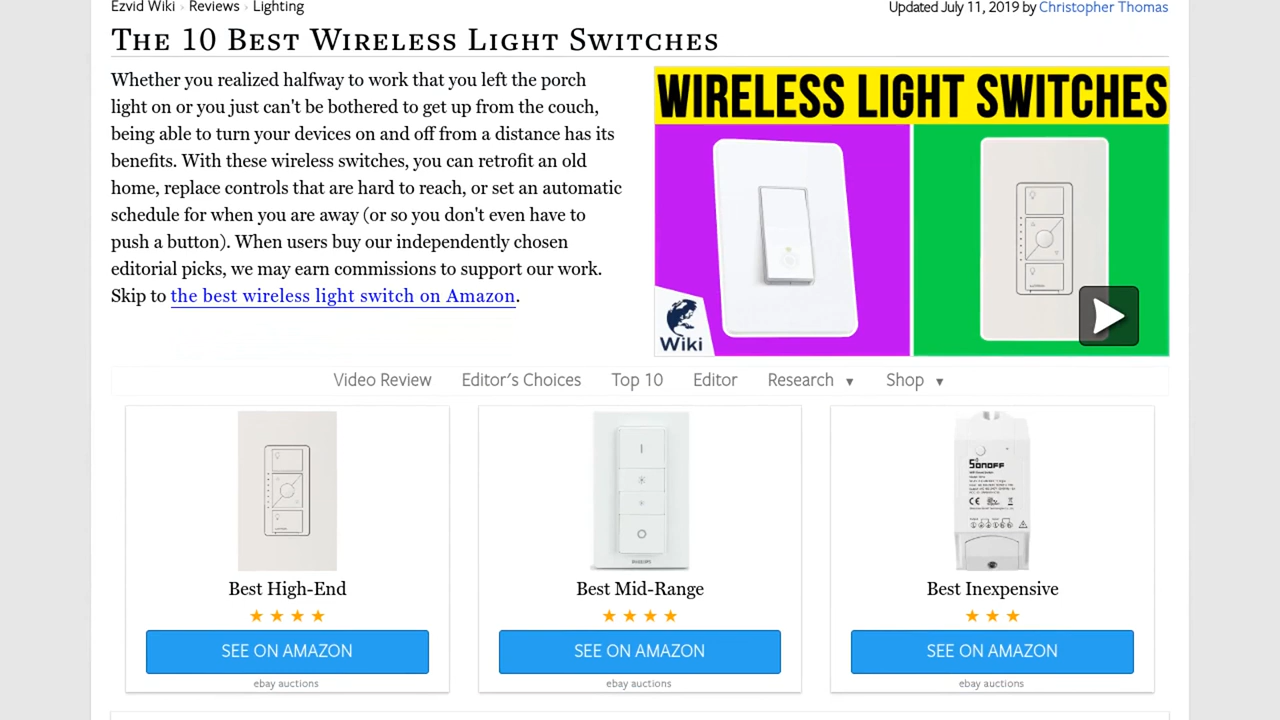 Ezvid Wiki › Reviews › Lighting
Updated July 11, 2019 by Christopher Thomas
The 10 Best Wireless Light Switches
Whether you realized halfway to work that you left the porch
light on or you just can't be bothered to get up from the couch,
being able to turn your devices on and off from a distance has its
benefits. With these wireless switches, you can retrofit an old
home, replace controls that are hard to reach, or set an automatic
schedule for when you are away (or so you don't even have to
push a button). When users buy our independently chosen
editorial picks, we may earn commissions to support our work.
Skip to the best wireless light switch on Amazon.
WIRELESS LIGHT SWITCHES
Wiki
Video Review Editor's Choices Top 10 Editor Research ▼ Shop ▼
PHILIPS
SONOFF
Best High-End
Best Mid-Range
Best Inexpensive
SEE ON AMAZON
SEE ON AMAZON
SEE ON AMAZON
ebay auctions
ebay auctions
ebay auctions